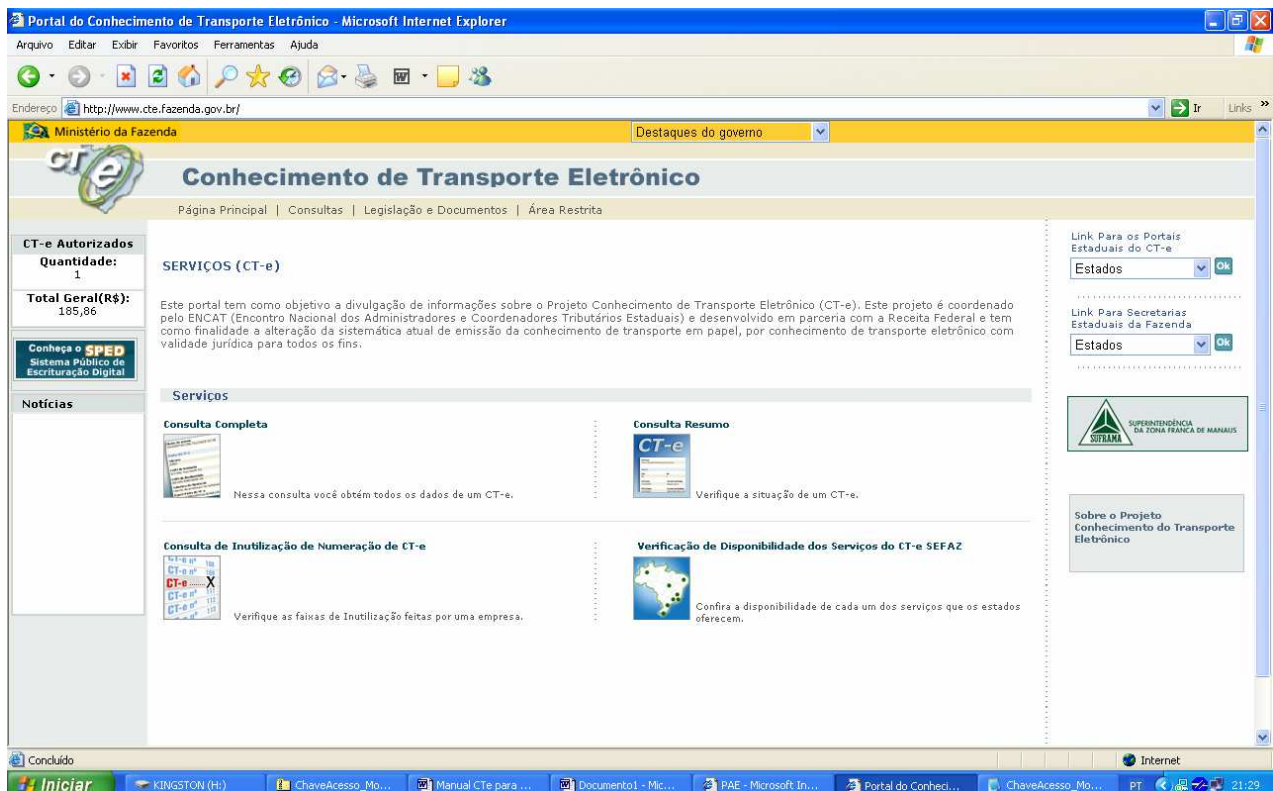 Portal do Conhecimento de Transporte Eletrônico - Microsoft Internet Explorer
Arquivo Editar Exibir Favoritos Ferramentas Ajuda
Endereço http://www.cte.fazenda.gov.br/ Ir Links »
Ministério da Fazenda Destaques do governo
CTe
Conhecimento de Transporte Eletrônico
Página Principal | Consultas | Legislação e Documentos | Área Restrita
CT-e Autorizados
Quantidade:
1
Total Geral(R$):
185,86
Conheça o SPED
Sistema Público de
Escrituração Digital
Notícias
SERVIÇOS (CT-e)
Este portal tem como objetivo a divulgação de informações sobre o Projeto Conhecimento de Transporte Eletrônico (CT-e). Este projeto é coordenado
pelo ENCAT (Encontro Nacional dos Administradores e Coordenadores Tributários Estaduais) e desenvolvido em parceria com a Receita Federal e tem
como finalidade a alteração da sistemática atual de emissão da conhecimento de transporte em papel, por conhecimento de transporte eletrônico com
validade jurídica para todos os fins.
Serviços
Consulta Completa
Nessa consulta você obtém todos os dados de um CT-e.
Consulta Resumo
CT-e
Verifique a situação de um CT-e.
Consulta de Inutilização de Numeração de CT-e
CT-e nº
CT-e X
CT-e nº
CT-e nº
Verifique as faixas de Inutilização feitas por uma empresa.
Verificação de Disponibilidade dos Serviços do CT-e SEFAZ
Confira a disponibilidade de cada um dos serviços que os estados
oferecem.
Link Para os Portais
Estaduais do CT-e
Estados Ok
Link Para Secretarias
Estaduais da Fazenda
Estados Ok
SUFRAMA
SUPERINTENDÊNCIA
DA ZONA FRANCA DE MANAUS
Sobre o Projeto
Conhecimento do Transporte
Eletrônico
Concluído Internet
Iniciar KINGSTON (H:) ChaveAcesso_Mo... Manual CTe para ... Documento1 - Mic... PAE - Microsoft In... Portal do Conheci... ChaveAcesso_Mo... PT 21:29